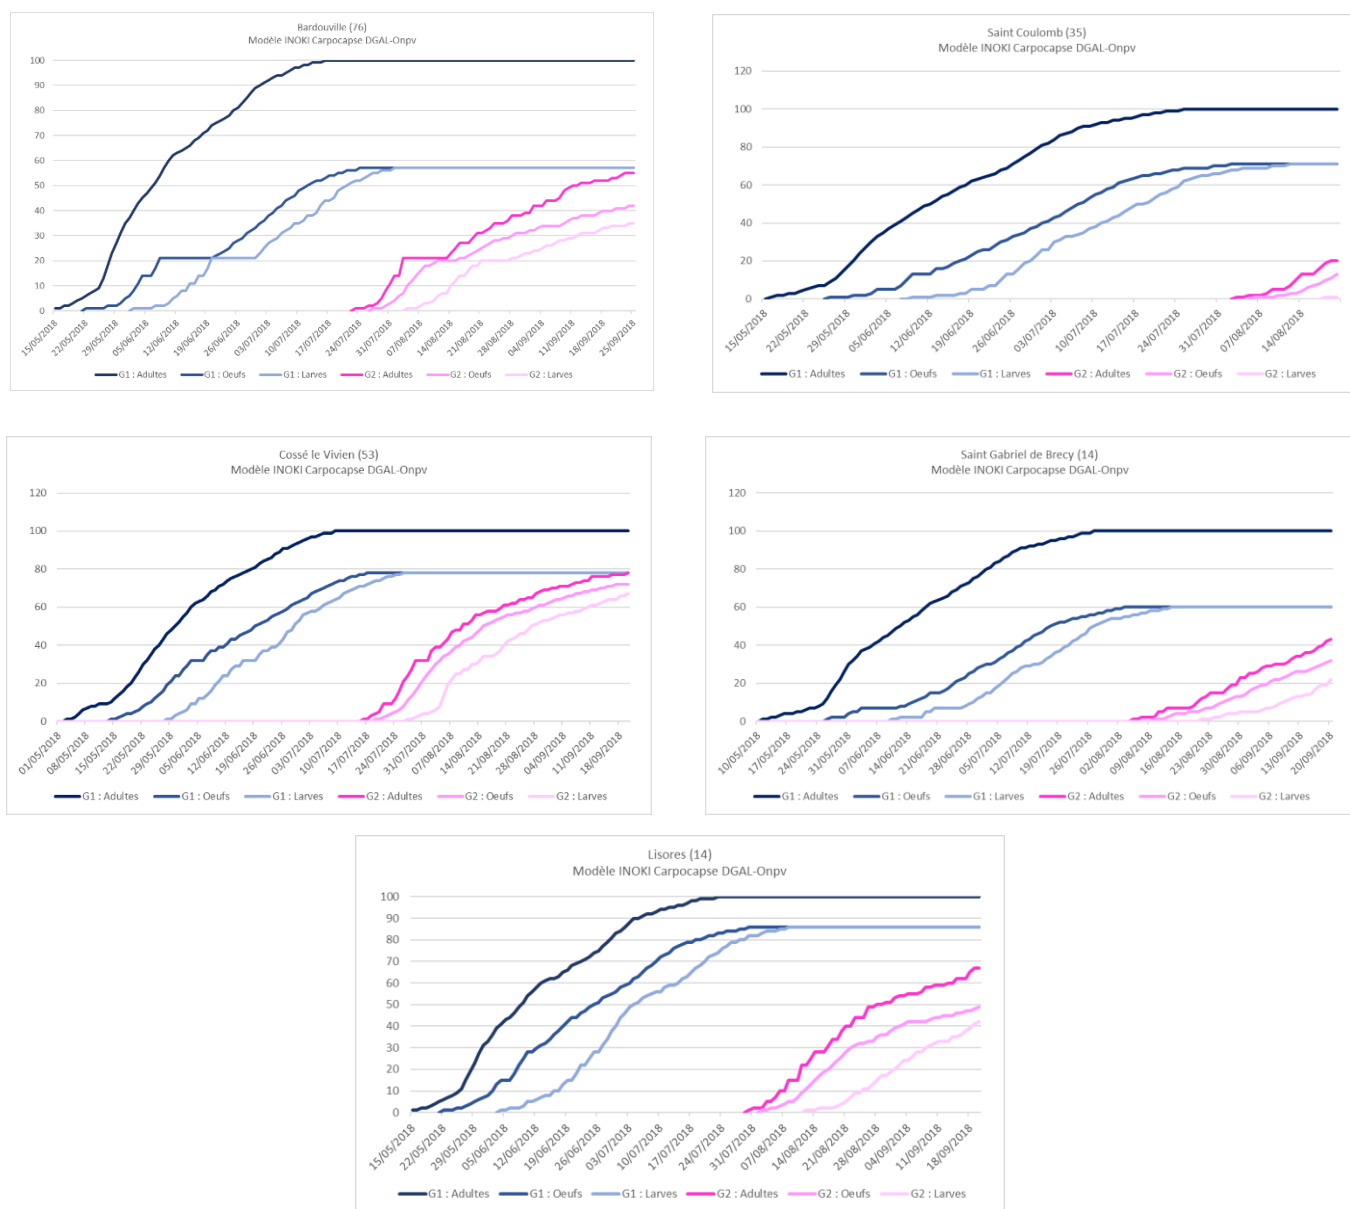 Bardouville (76)
Modèle INOKI Carpocapse DGAL-Onpv
100
90
80
70
60
50
40
30
20
10
0
15/05/2018 22/05/2018 29/05/2018 05/06/2018 12/06/2018 19/06/2018 26/06/2018 03/07/2018 10/07/2018 17/07/2018 24/07/2018 31/07/2018 07/08/2018 14/08/2018 21/08/2018 28/08/2018 04/09/2018 11/09/2018 18/09/2018 25/09/2018
G1 : Adultes G1 : Oeufs G1 : Larves G2 : Adultes G2 : Oeufs G2 : Larves
Saint Coulomb (35)
Modèle INOKI Carpocapse DGAL-Onpv
120
100
80
60
40
20
0
15/05/2018 22/05/2018 29/05/2018 05/06/2018 12/06/2018 19/06/2018 26/06/2018 03/07/2018 10/07/2018 17/07/2018 24/07/2018 31/07/2018 07/08/2018 14/08/2018
G1 : Adultes G1 : Oeufs G1 : Larves G2 : Adultes G2 : Oeufs G2 : Larves
Cossé le Vivien (53)
Modèle INOKI Carpocapse DGAL-Onpv
120
100
80
60
40
20
0
01/05/2018 08/05/2018 15/05/2018 22/05/2018 29/05/2018 05/06/2018 12/06/2018 19/06/2018 26/06/2018 03/07/2018 10/07/2018 17/07/2018 24/07/2018 31/07/2018 07/08/2018 14/08/2018 21/08/2018 28/08/2018 04/09/2018 11/09/2018 18/09/2018
G1 : Adultes G1 : Oeufs G1 : Larves G2 : Adultes G2 : Oeufs G2 : Larves
Saint Gabriel de Brecy (14)
Modèle INOKI Carpocapse DGAL-Onpv
120
100
80
60
40
20
0
10/05/2018 17/05/2018 24/05/2018 31/05/2018 07/06/2018 14/06/2018 21/06/2018 28/06/2018 05/07/2018 12/07/2018 19/07/2018 26/07/2018 02/08/2018 09/08/2018 16/08/2018 23/08/2018 30/08/2018 06/09/2018 13/09/2018 20/09/2018
G1 : Adultes G1 : Oeufs G1 : Larves G2 : Adultes G2 : Oeufs G2 : Larves
Lisores (14)
Modèle INOKI Carpocapse DGAL-Onpv
100
90
80
70
60
50
40
30
20
10
0
15/05/2018 22/05/2018 29/05/2018 05/06/2018 12/06/2018 19/06/2018 26/06/2018 03/07/2018 10/07/2018 17/07/2018 24/07/2018 31/07/2018 07/08/2018 14/08/2018 21/08/2018 28/08/2018 04/09/2018 11/09/2018 18/09/2018
G1 : Adultes G1 : Oeufs G1 : Larves G2 : Adultes G2 : Oeufs G2 : Larves